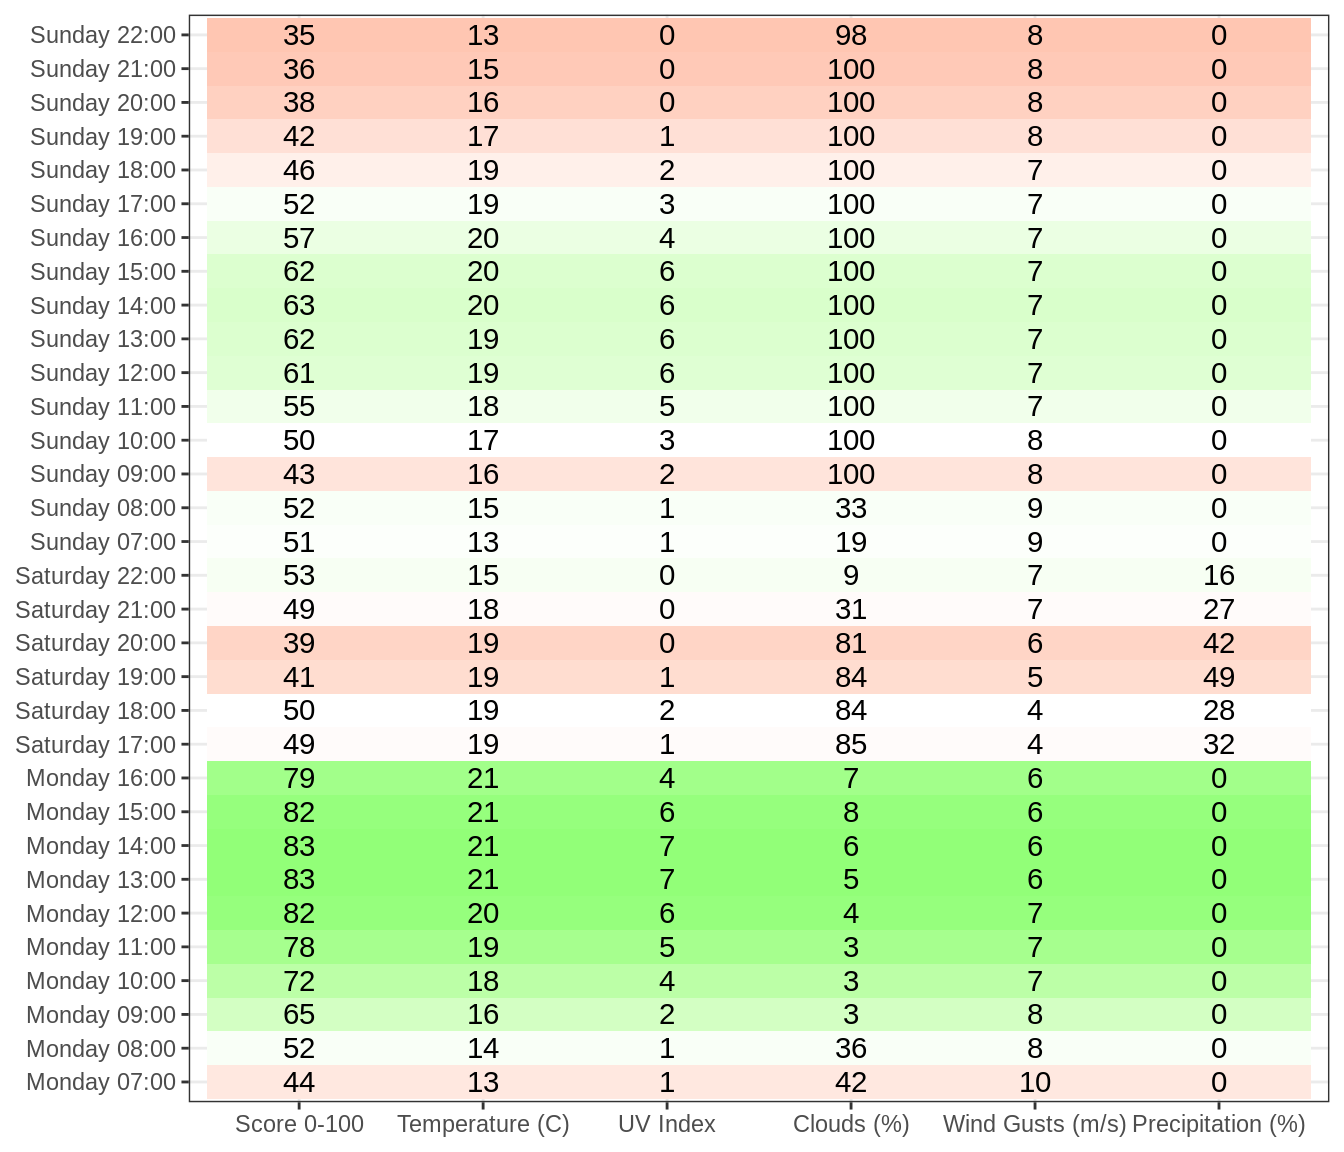 Sunday 22:00 35 13 0 98 8 0
Sunday 21:00 36 15 0 100 8 0
Sunday 20:00 38 16 0 100 8 0
Sunday 19:00 42 17 1 100 8 0
Sunday 18:00 46 19 2 100 7 0
Sunday 17:00 52 19 3 100 7 0
Sunday 16:00 57 20 4 100 7 0
Sunday 15:00 62 20 6 100 7 0
Sunday 14:00 63 20 6 100 7 0
Sunday 13:00 62 19 6 100 7 0
Sunday 12:00 61 19 6 100 7 0
Sunday 11:00 55 18 5 100 7 0
Sunday 10:00 50 17 3 100 8 0
Sunday 09:00 43 16 2 100 8 0
Sunday 08:00 52 15 1 33 9 0
Sunday 07:00 51 13 1 19 9 0
Saturday 22:00 53 15 0 9 7 16
Saturday 21:00 49 18 0 31 7 27
Saturday 20:00 39 19 0 81 6 42
Saturday 19:00 41 19 1 84 5 49
Saturday 18:00 50 19 2 84 4 28
Saturday 17:00 49 19 1 85 4 32
Monday 16:00 79 21 4 7 6 0
Monday 15:00 82 21 6 8 6 0
Monday 14:00 83 21 7 6 6 0
Monday 13:00 83 21 7 5 6 0
Monday 12:00 82 20 6 4 7 0
Monday 11:00 78 19 5 3 7 0
Monday 10:00 72 18 4 3 7 0
Monday 09:00 65 16 2 3 8 0
Monday 08:00 52 14 1 36 8 0
Monday 07:00 44 13 1 42 10 0
Score 0-100 Temperature (C) UV Index Clouds (%) Wind Gusts (m/s) Precipitation (%)